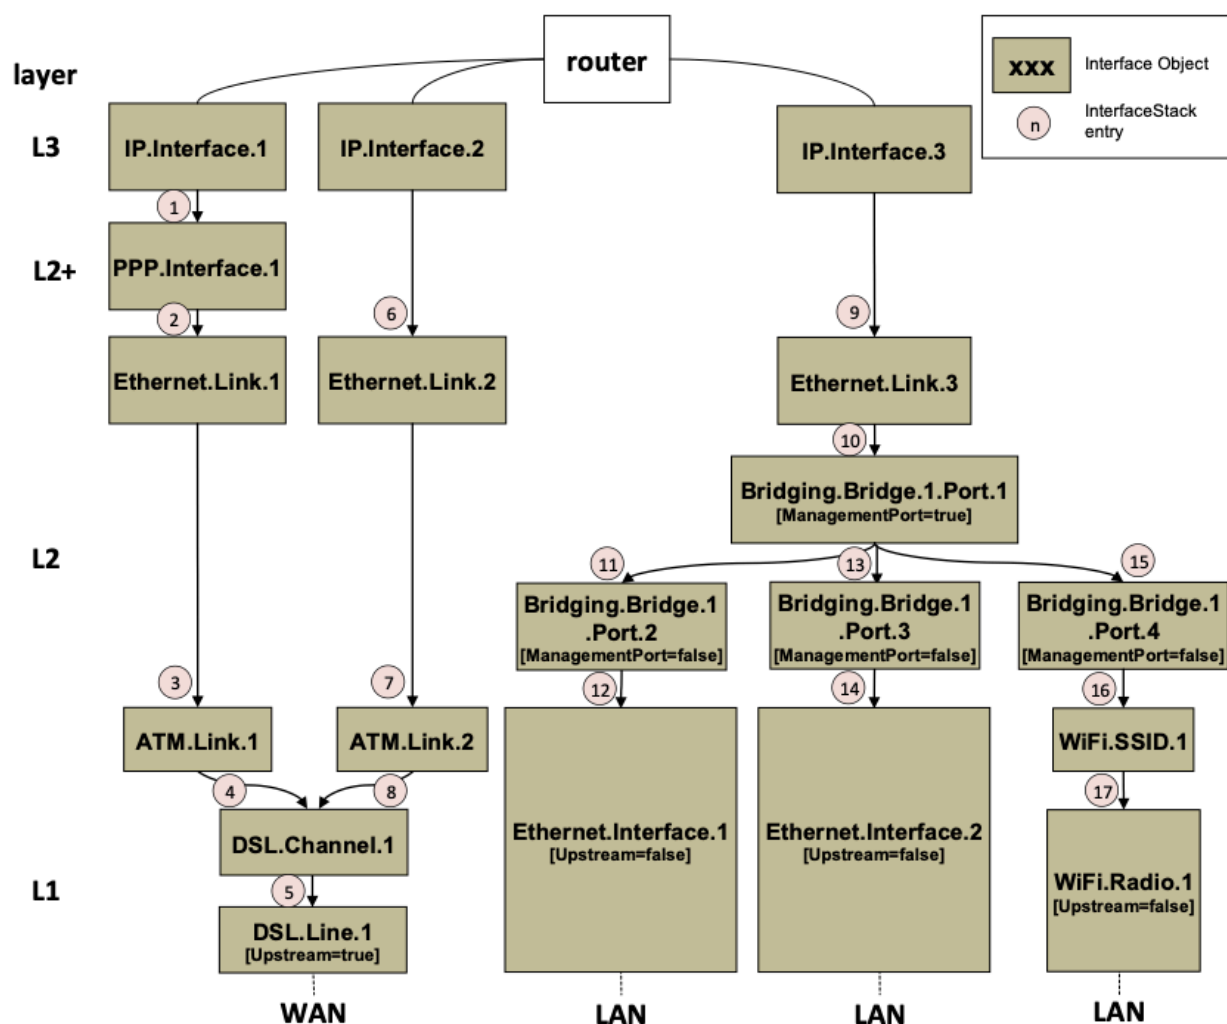 router
xxx
Interface Object
n
InterfaceStack
entry
layer
L3
IP.Interface.1
IP.Interface.2
IP.Interface.3
1
L2+
PPP.Interface.1
2
6
9
Ethernet.Link.1
Ethernet.Link.2
Ethernet.Link.3
10
Bridging.Bridge.1.Port.1
[ManagementPort=true]
L2
11
13
15
Bridging.Bridge.1
.Port.2
[ManagementPort=false]
Bridging.Bridge.1
.Port.3
[ManagementPort=false]
Bridging.Bridge.1
.Port.4
[ManagementPort=false]
3
7
12
14
16
ATM.Link.1
ATM.Link.2
WiFi.SSID.1
4
8
17
DSL.Channel.1
Ethernet.Interface.1
[Upstream=false]
Ethernet.Interface.2
[Upstream=false]
L1
5
WiFi.Radio.1
[Upstream=false]
DSL.Line.1
[Upstream=true]
WAN
LAN
LAN
LAN